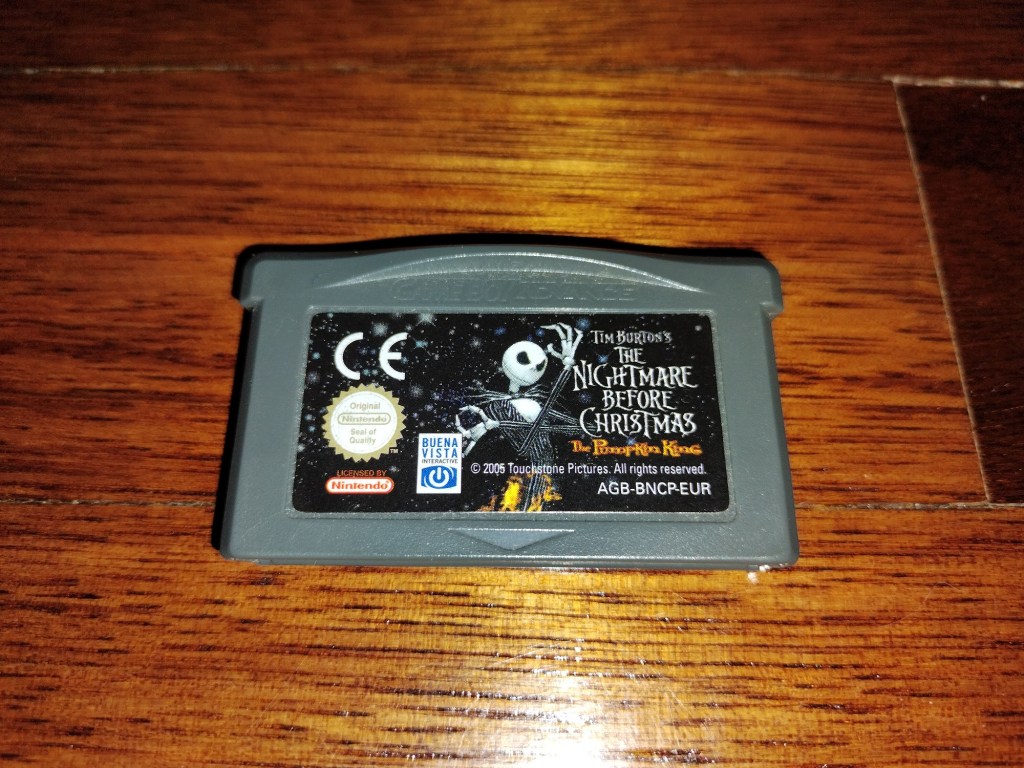 GAME BOY ADVANCE
CE
Original
Nintendo
Seal of
Quality
TM
LICENSED BY
Nintendo
BUENA
VISTA
INTERACTIVE
TIM BURTON'S
THE
NIGHTMARE
BEFORE
CHRISTMAS
The Pumpkin King
© 2005 Touchstone Pictures. All rights reserved.
AGB-BNCP-EUR